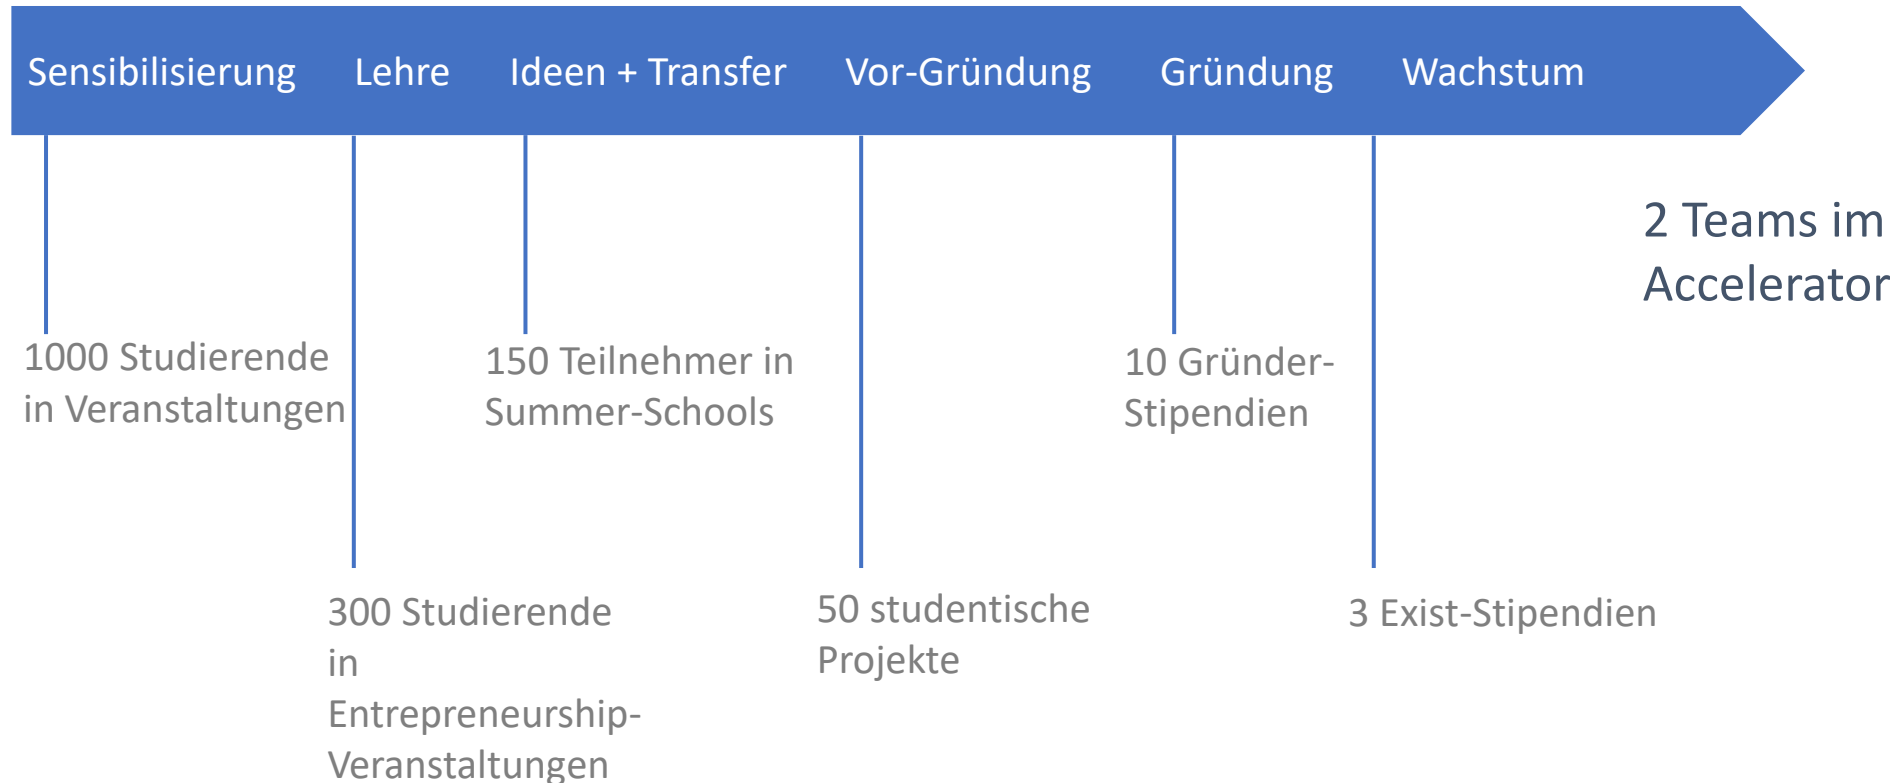 Sensibilisierung Lehre Ideen + Transfer Vor-Gründung Gründung Wachstum
2 Teams im
Accelerator
1000 Studierende
in Veranstaltungen
150 Teilnehmer in
Summer-Schools
10 Gründer-
Stipendien
300 Studierende
in
Entrepreneurship-
Veranstaltungen
50 studentische
Projekte
3 Exist-Stipendien